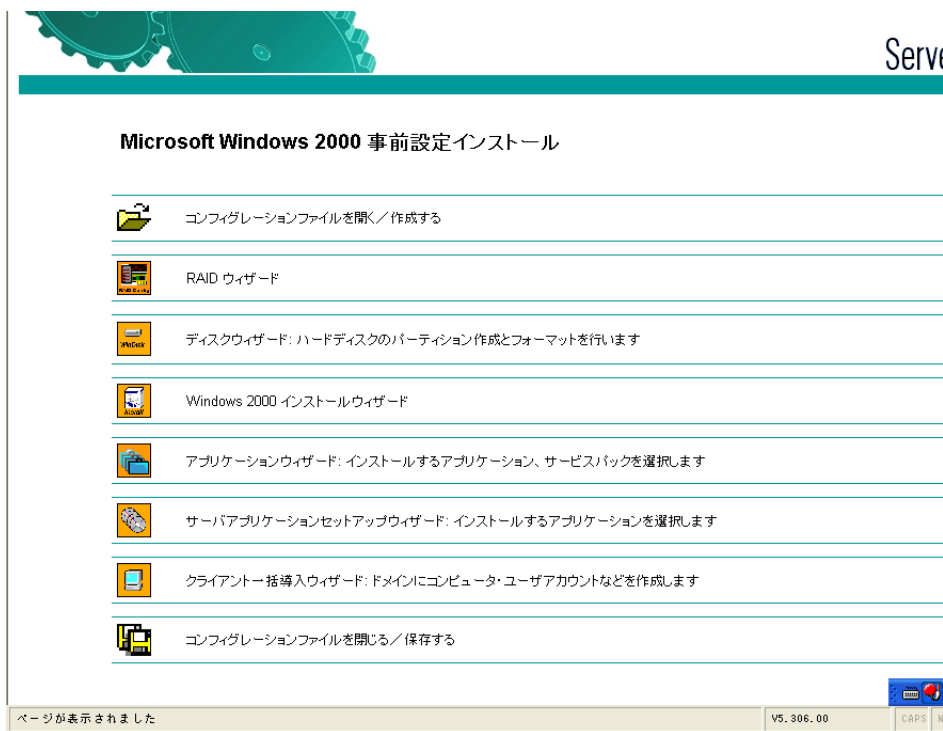 Serve
Microsoft Windows 2000 事前設定インストール
コンフィグレーションファイルを開く／作成する
RAID ウィザード
ディスクウィザード: ハードディスクのパーティション作成とフォーマットを行います
Windows 2000 インストールウィザード
アプリケーションウィザード: インストールするアプリケーション、サービスパックを選択します
サーバアプリケーションセットアップウィザード: インストールするアプリケーションを選択します
クライアント一括導入ウィザード: ドメインにコンピュータ・ユーザアカウントなどを作成します
コンフィグレーションファイルを閉じる／保存する
ページが表示されました
V5.306.00
CAPS